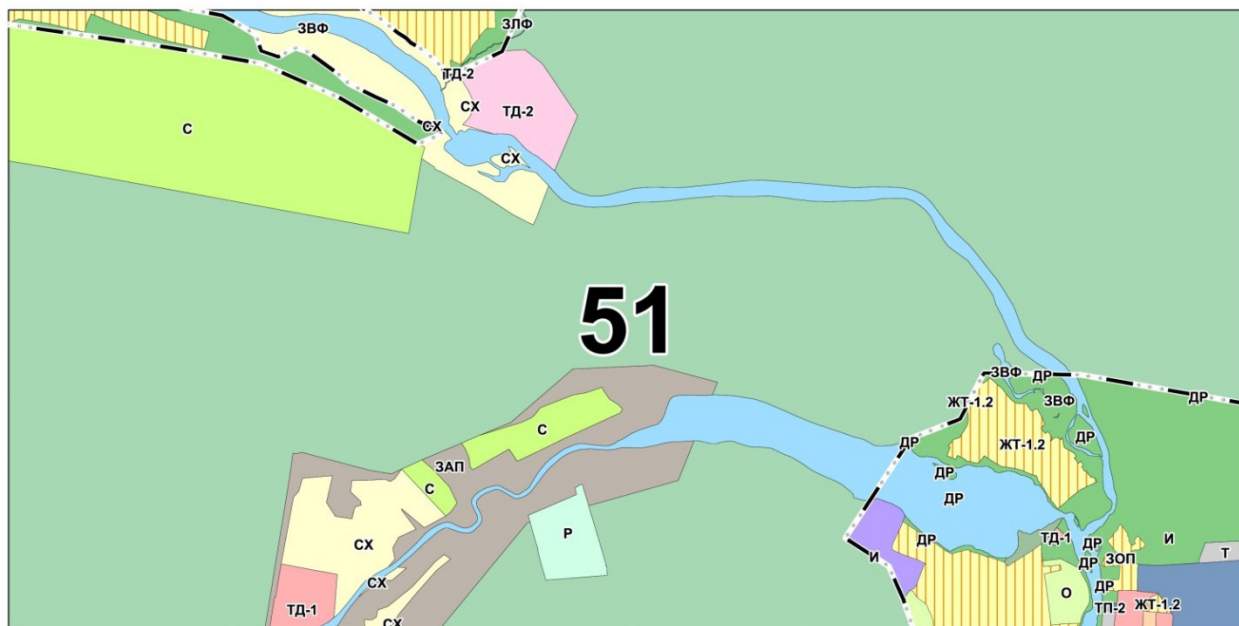 ЗВФ
ЗЛФ
ТД-2
СХ
ТД-2
С
СХ
СХ
51
ЗВФ
ДР
ДР
ЖТ-1.2
ЗВФ
С
ДР
ЖТ-1.2
ДР
ЗАП
ДР
С
ДР
Р
ДР
ТД-1
И
СХ
ДР
И
ДР
ЗОП
Т
СХ
ДР
О
ТД-1
ТП-2
ЖТ-1.2
СХ